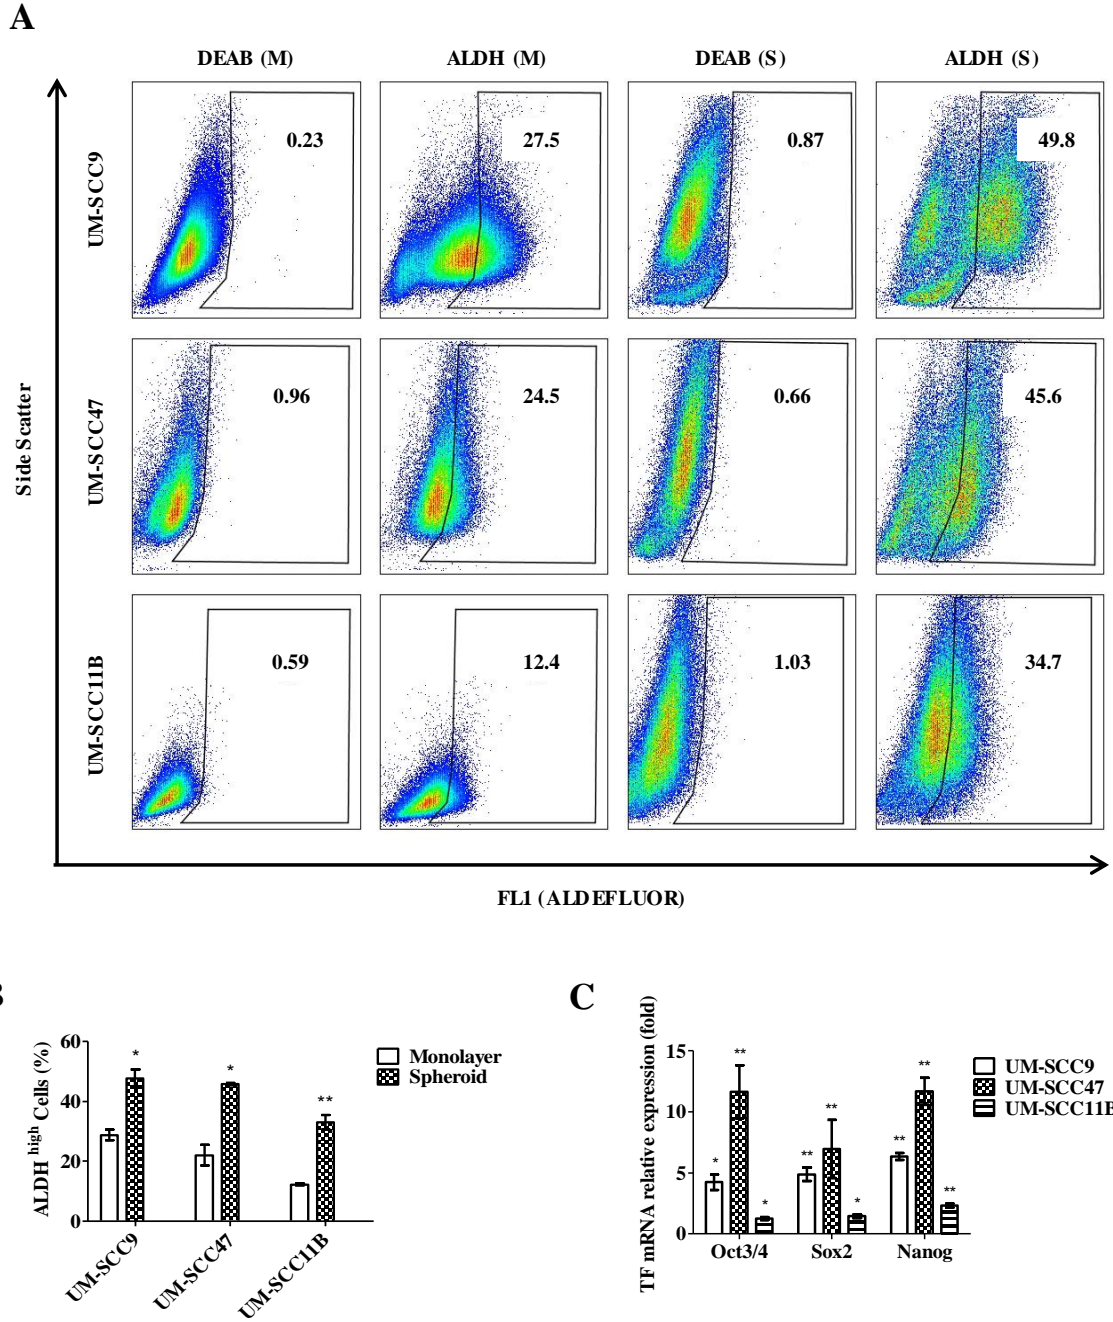 A
DEAB (M) ALDH (M) DEAB (S) ALDH (S)
UM-SCC9
0.23 27.5 0.87 49.8
UM-SCC47
0.96 24.5 0.66 45.6
UM-SCC11B
0.59 12.4 1.03 34.7
Side Scatter
FL1 (ALDEFLUOR)
B
ALDH high Cells (%)
60
40
20
0
* * **
Monolayer
Spheroid
UM-SCC9 UM-SCC47 UM-SCC11B
C
TF mRNA relative expression (fold)
15
10
5
0
* ** * ** ** * ** ** **
UM-SCC9
UM-SCC47
UM-SCC11B
Oct3/4 Sox2 Nanog